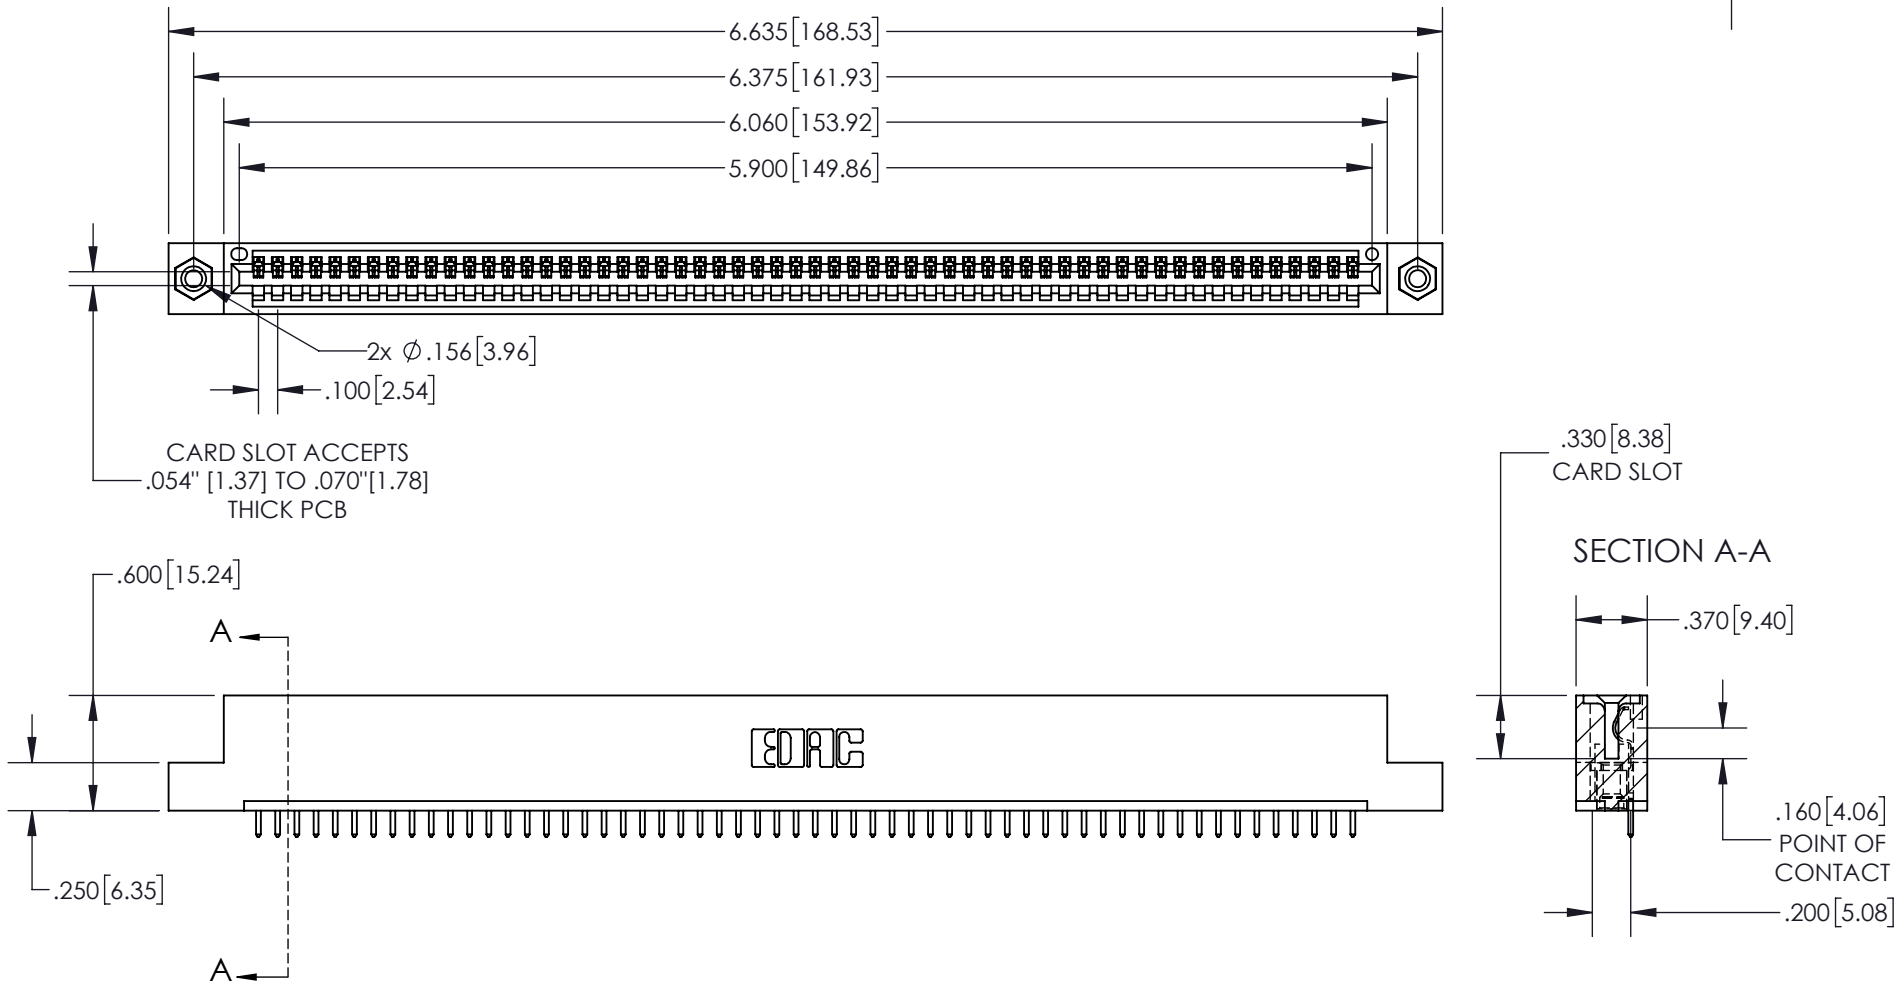 6.635[168.53]
6.375[161.93]
6.060[153.92]
5.900[149.86]
2x Ø.156[3.96]
.100[2.54]
CARD SLOT ACCEPTS
.054" [1.37] TO .070"[1.78]
THICK PCB
.330[8.38]
CARD SLOT
SECTION A-A
.600[15.24]
.370[9.40]
A
EDAC
.160[4.06]
POINT OF
CONTACT
.250[6.35]
.200[5.08]
A